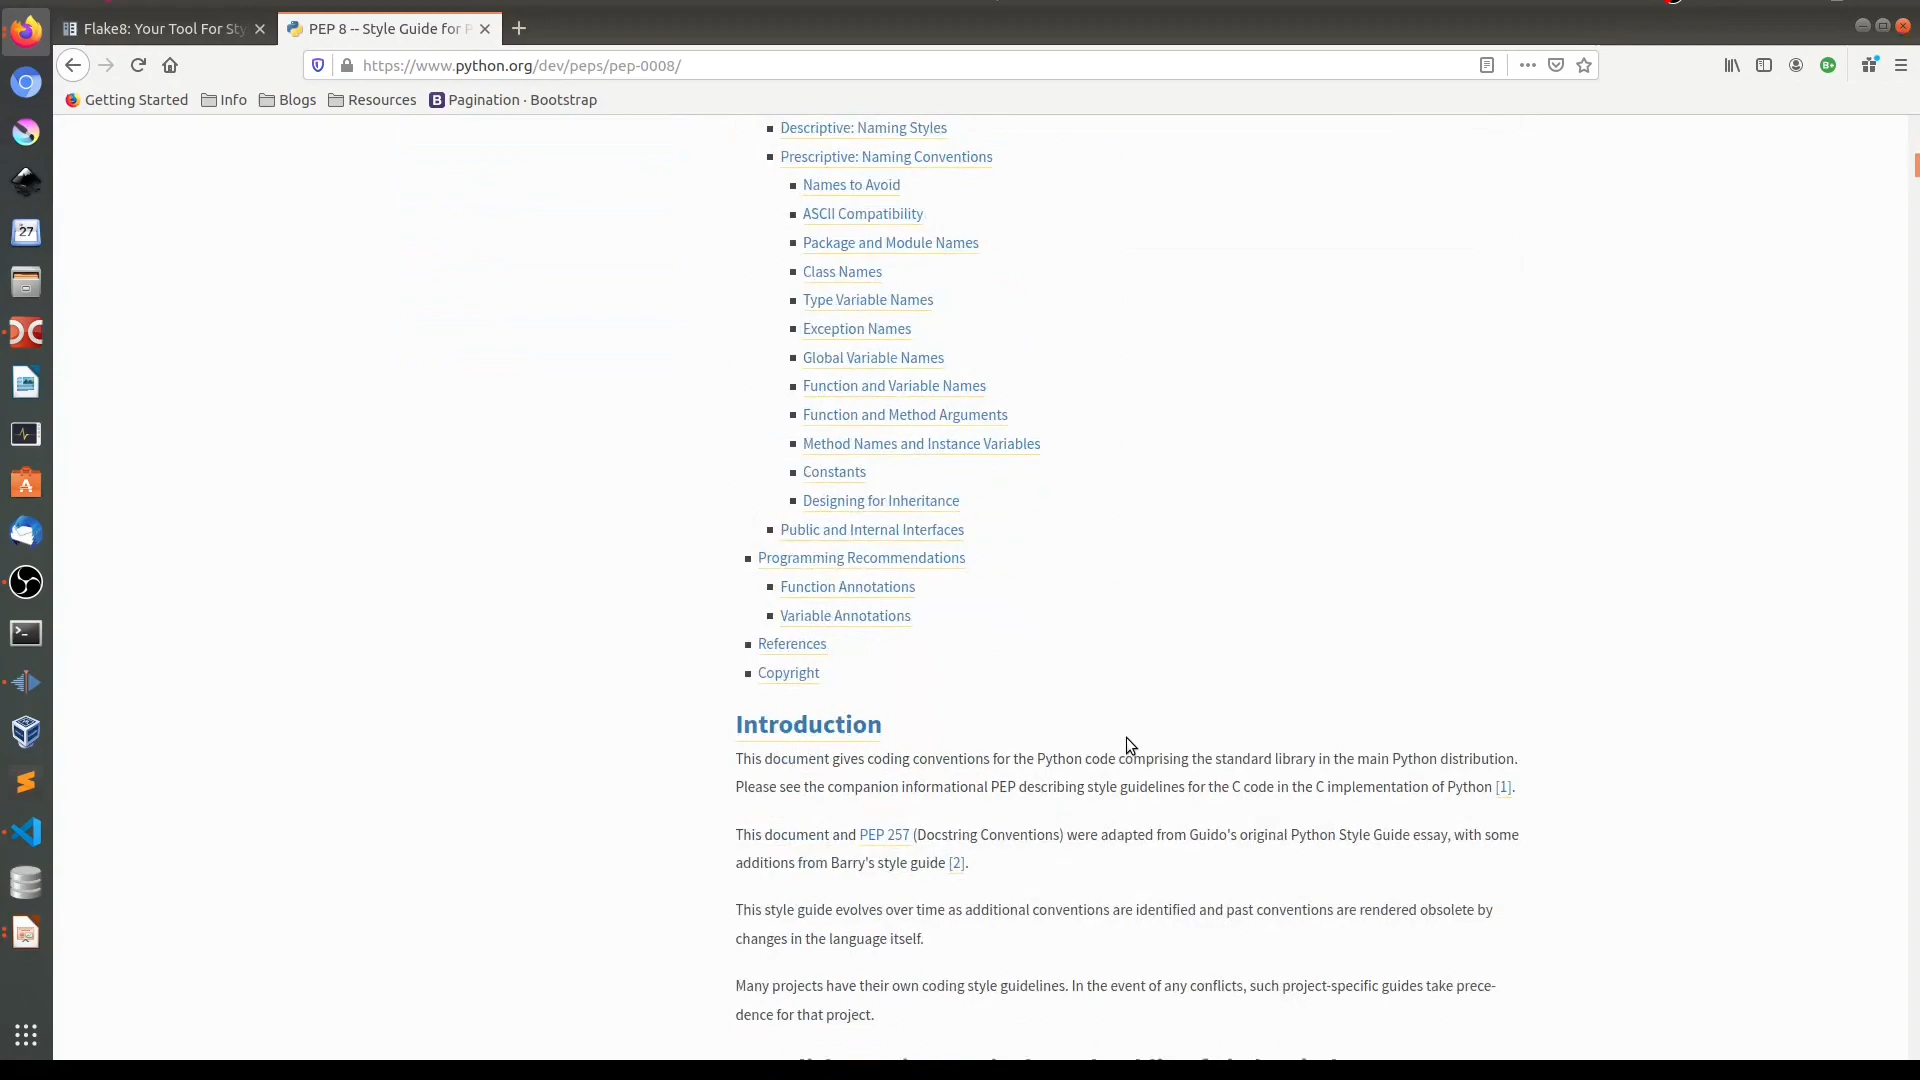 Flake8: Your Tool For Sty
PEP 8 -- Style Guide for P
https://www.python.org/dev/peps/pep-0008/
Getting Started Info Blogs Resources B Pagination · Bootstrap
27
Descriptive: Naming Styles
Prescriptive: Naming Conventions
Names to Avoid
ASCII Compatibility
Package and Module Names
Class Names
Type Variable Names
Exception Names
Global Variable Names
Function and Variable Names
Function and Method Arguments
Method Names and Instance Variables
Constants
Designing for Inheritance
Public and Internal Interfaces
Programming Recommendations
Function Annotations
Variable Annotations
References
Copyright
Introduction
This document gives coding conventions for the Python code comprising the standard library in the main Python distribution.
Please see the companion informational PEP describing style guidelines for the C code in the C implementation of Python [1].
This document and PEP 257 (Docstring Conventions) were adapted from Guido's original Python Style Guide essay, with some
additions from Barry's style guide [2].
This style guide evolves over time as additional conventions are identified and past conventions are rendered obsolete by
changes in the language itself.
Many projects have their own coding style guidelines. In the event of any conflicts, such project-specific guides take prece-
dence for that project.